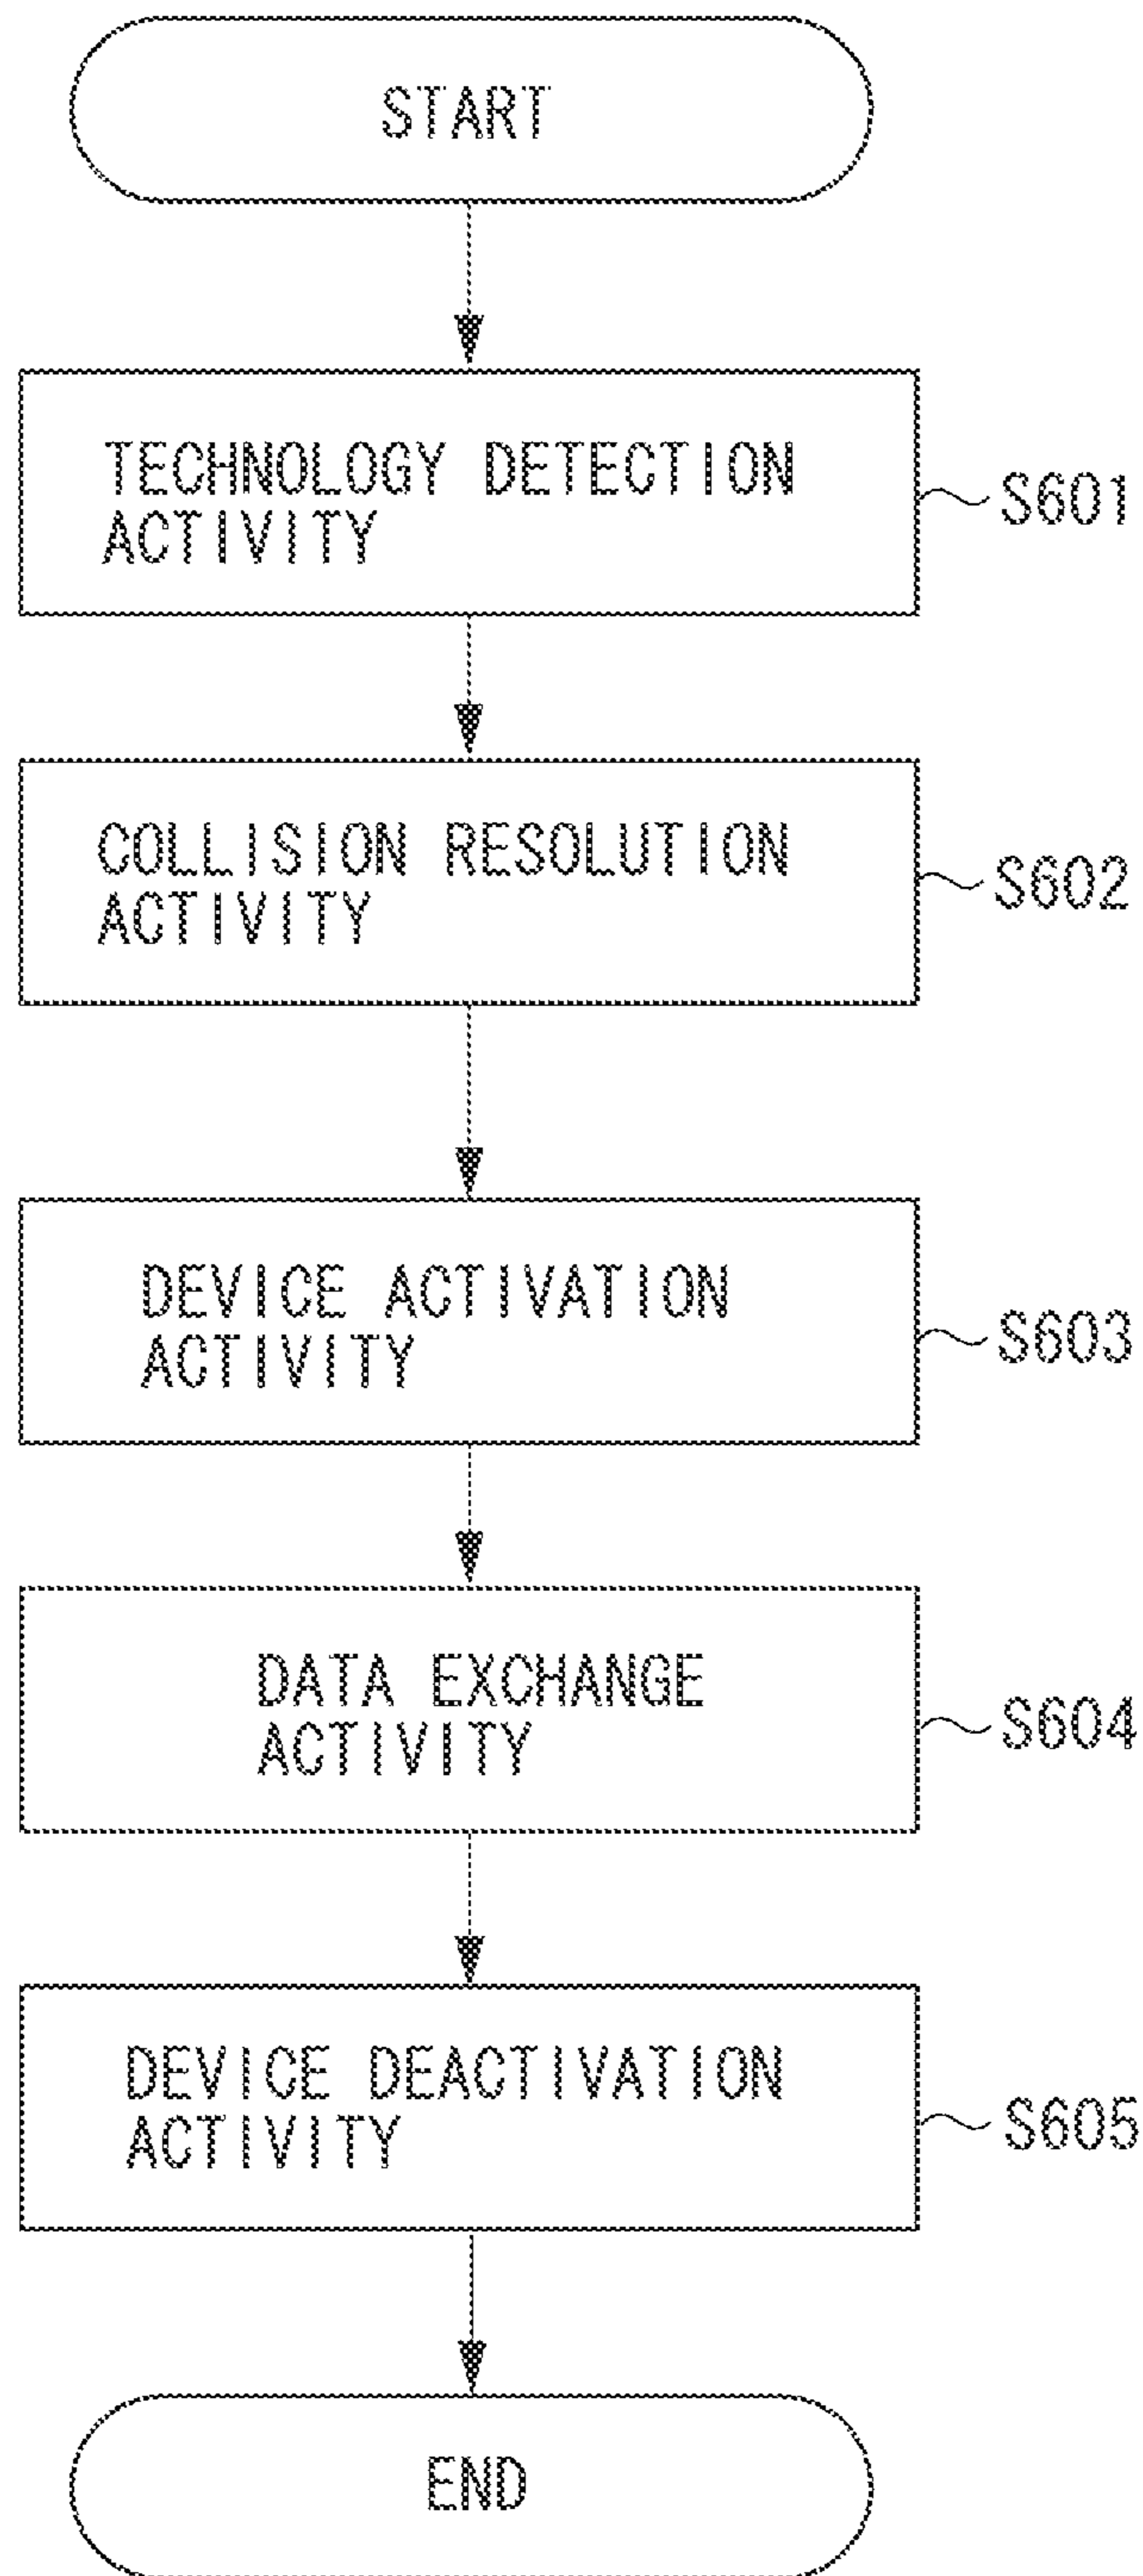 START
TECHNOLOGY DETECTION
ACTIVITY
S601
COLLISION RESOLUTION
ACTIVITY
S602
DEVICE ACTIVATION
ACTIVITY
S603
DATA EXCHANGE
ACTIVITY
S604
DEVICE DEACTIVATION
ACTIVITY
S605
END